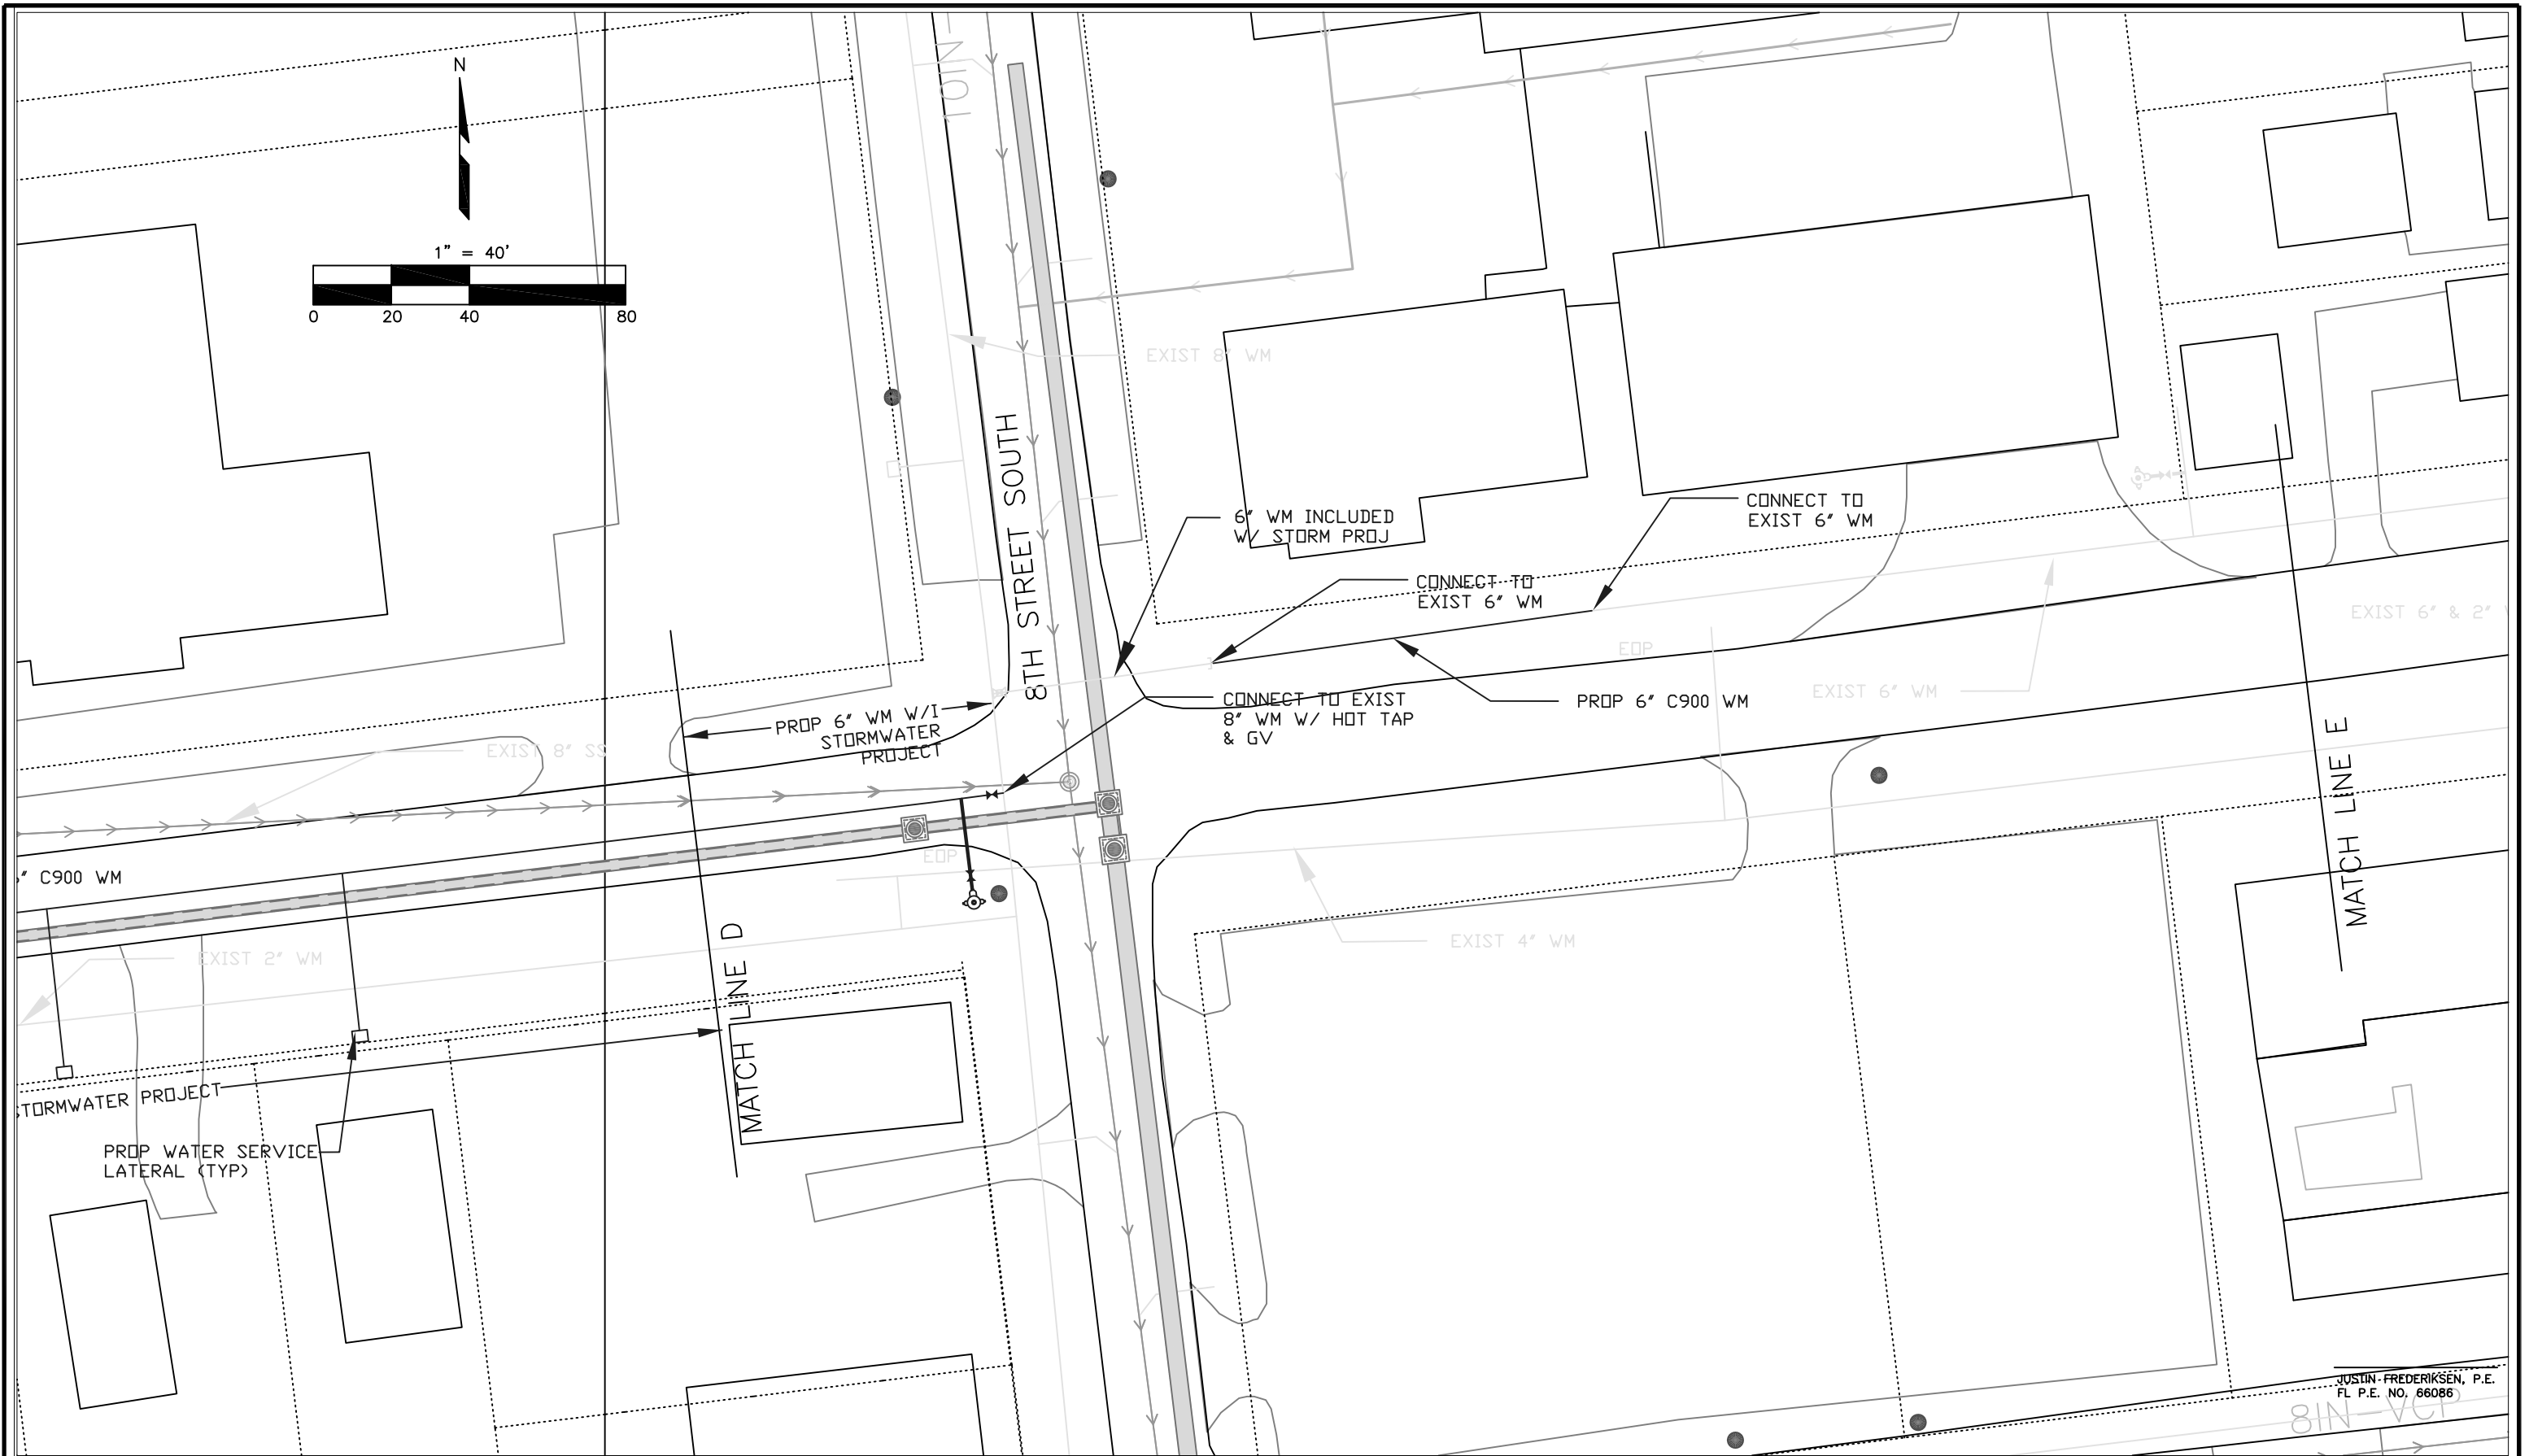 N
1" = 40'
0 20 40 80
EXIST 8" WM
8TH STREET SOUTH
6" WM INCLUDED
W/ STORM PROJ
CONNECT TO
EXIST 6" WM
CONNECT TO
EXIST 6" WM
EXIST 6" & 2"
EOP
EXIST 6" WM
PROP 6" C900 WM
CONNECT TO EXIST
8" WM W/ HOT TAP
& GV
PROP 6" WM W/I
STORMWATER
PROJECT
EXIST 8" SS
MATCH LINE E
EOP
" C900 WM
EXIST 4" WM
EXIST 2" WM
MATCH LINE D
STORMWATER PROJECT
PROP WATER SERVICE
LATERAL (TYP)
JUSTIN FREDERIKSEN, P.E.
FL P.E. NO. 66086
8IN-VCP